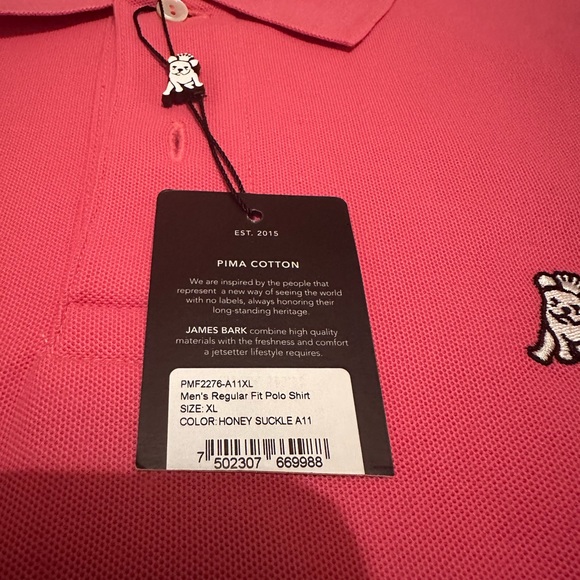 EST. 2015
PIMA COTTON
We are inspired by the people that
represent a new way of seeing the world
with no labels, always honoring their
long-standing heritage.
JAMES BARK combine high quality
materials with the freshness and comfort
a jetsetter lifestyle requires.
PMF2276-A11XL
Men's Regular Fit Polo Shirt
SIZE: XL
COLOR: HONEY SUCKLE A11
7 502307 669988